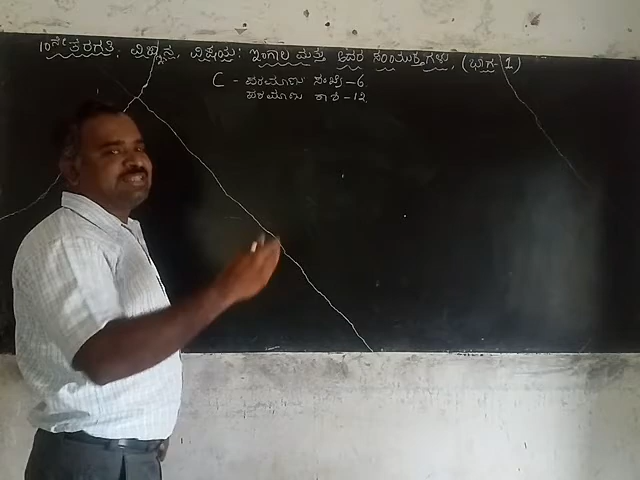 10ನೇ ತರಗತಿ, ವಿಜ್ಞಾನ, ವಿಷಯ: ಇಂಗಾಲ ಮತ್ತು ಅದರ ಸಂಯುಕ್ತಗಳು, (ಭಾಗ-1)
C - ಪರಮಾಣು ಸಂಖ್ಯೆ-6.
ಪರಮಾಣು ರಾಶಿ-12.